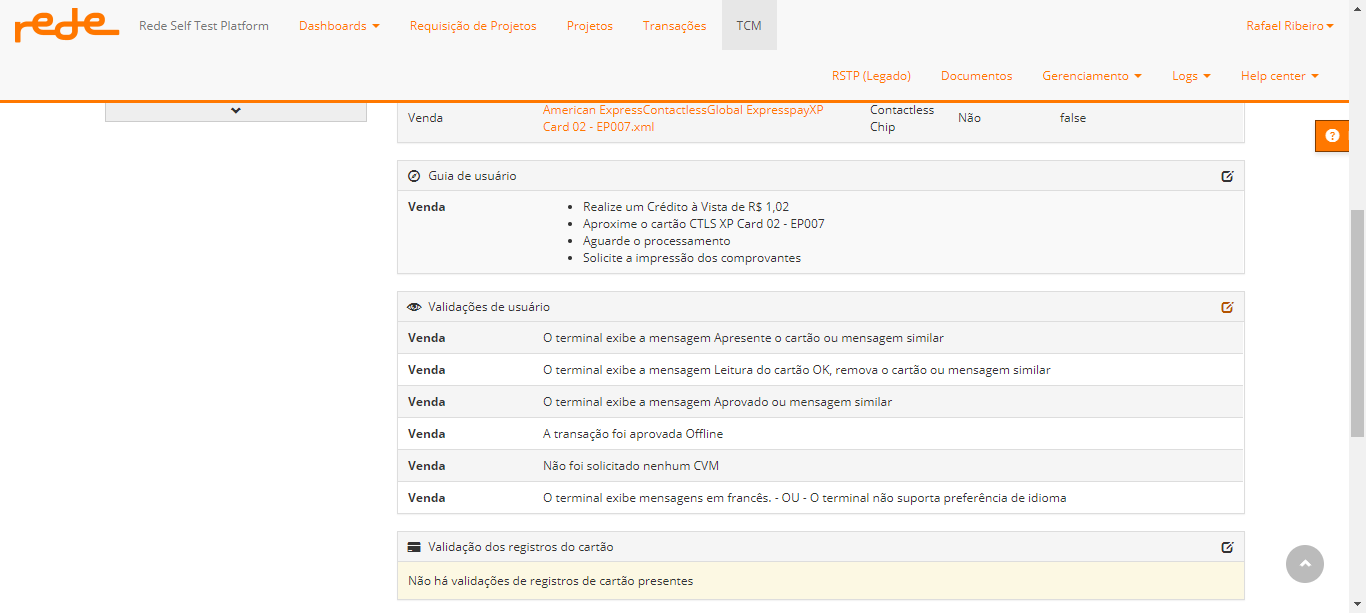 rede Rede Self Test Platform Dashboards Requisição de Projetos Projetos Transações TCM Rafael Ribeiro
RSTP (Legado) Documentos Gerenciamento Logs Help center
American ExpressContactlessGlobal ExpresspayXP
Card 02 - EP007.xml
Venda
Contactless
Chip
Não
false
Guia de usuário
Venda
Realize um Crédito à Vista de R$ 1,02
Aproxime o cartão CTLS XP Card 02 - EP007
Aguarde o processamento
Solicite a impressão dos comprovantes
Validações de usuário
Venda O terminal exibe a mensagem Apresente o cartão ou mensagem similar
Venda O terminal exibe a mensagem Leitura do cartão OK, remova o cartão ou mensagem similar
Venda O terminal exibe a mensagem Aprovado ou mensagem similar
Venda A transação foi aprovada Offline
Venda Não foi solicitado nenhum CVM
Venda O terminal exibe mensagens em francês. - OU - O terminal não suporta preferência de idioma
Validação dos registros do cartão
Não há validações de registros de cartão presentes